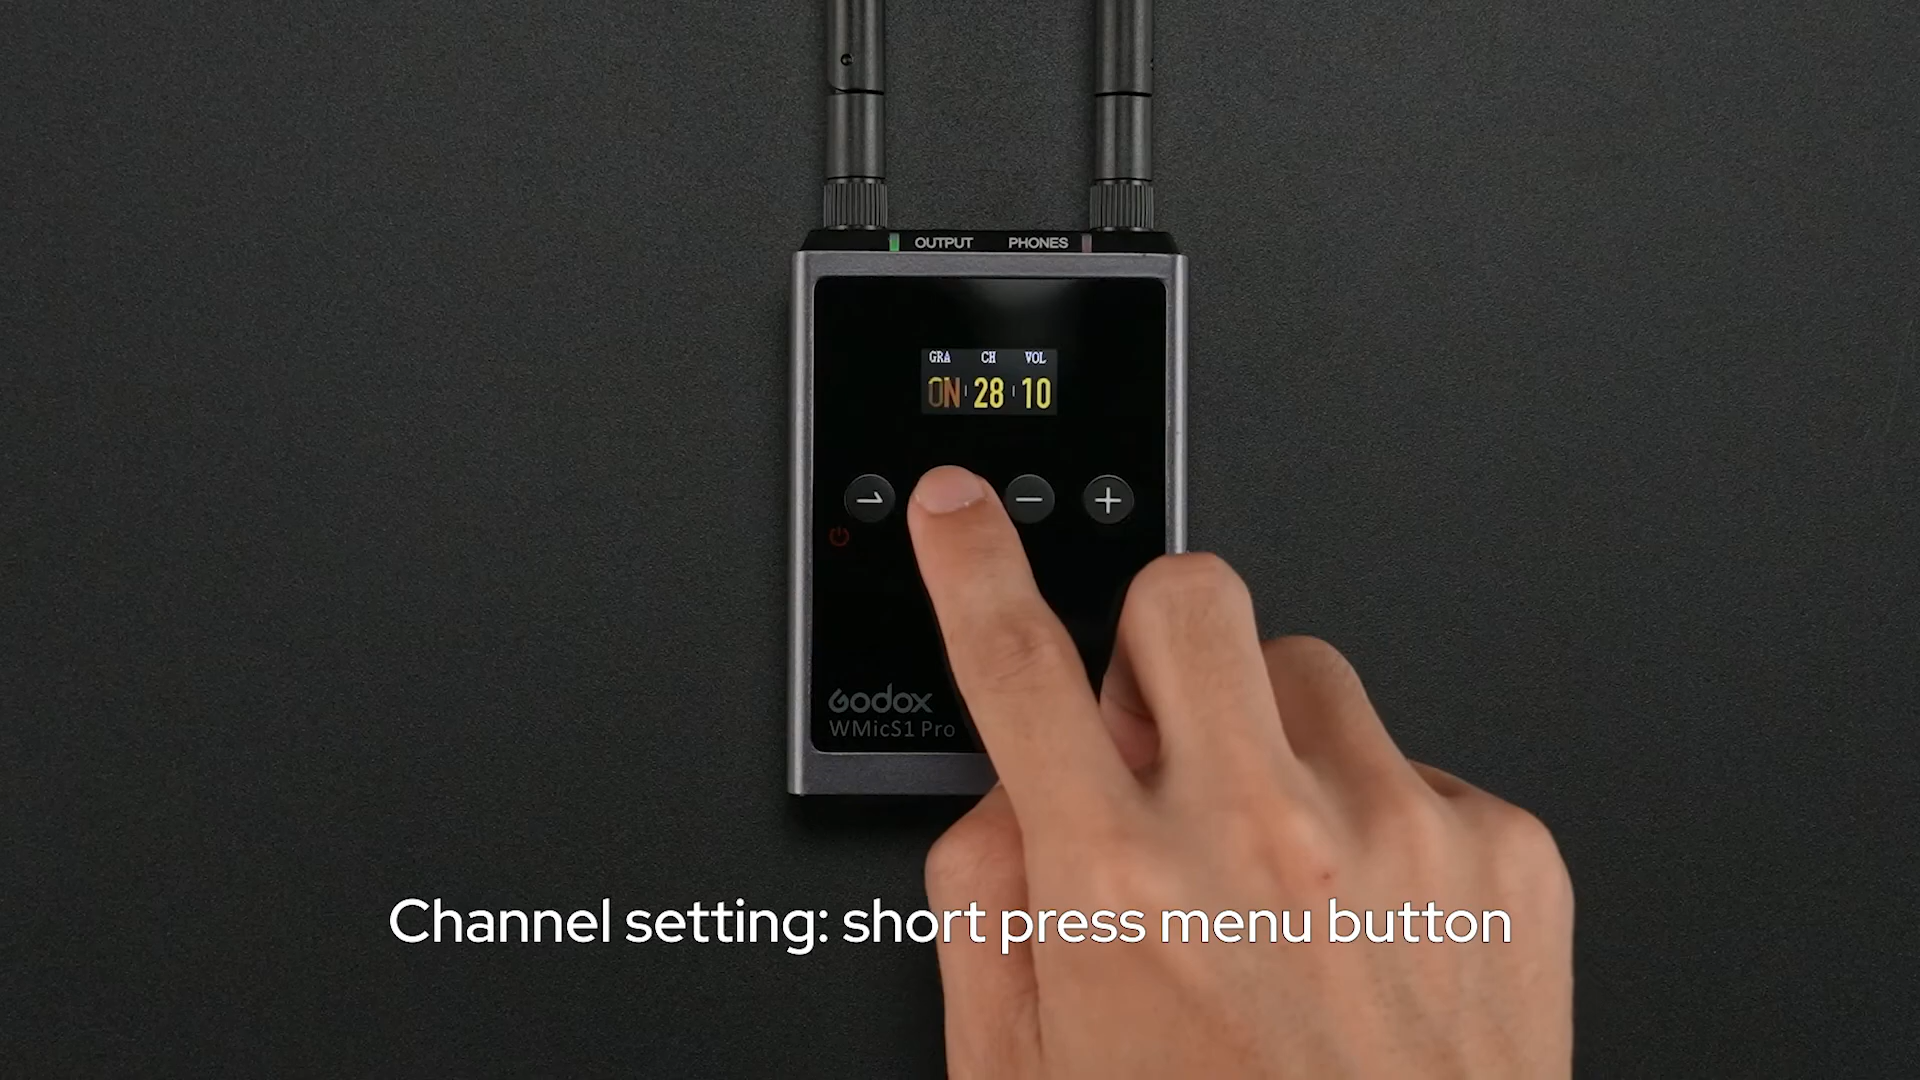 OUTPUT PHONES
GRA CH VOL
ON 28 10
Godox
WMicS1 Pro
Channel setting: short press menu button